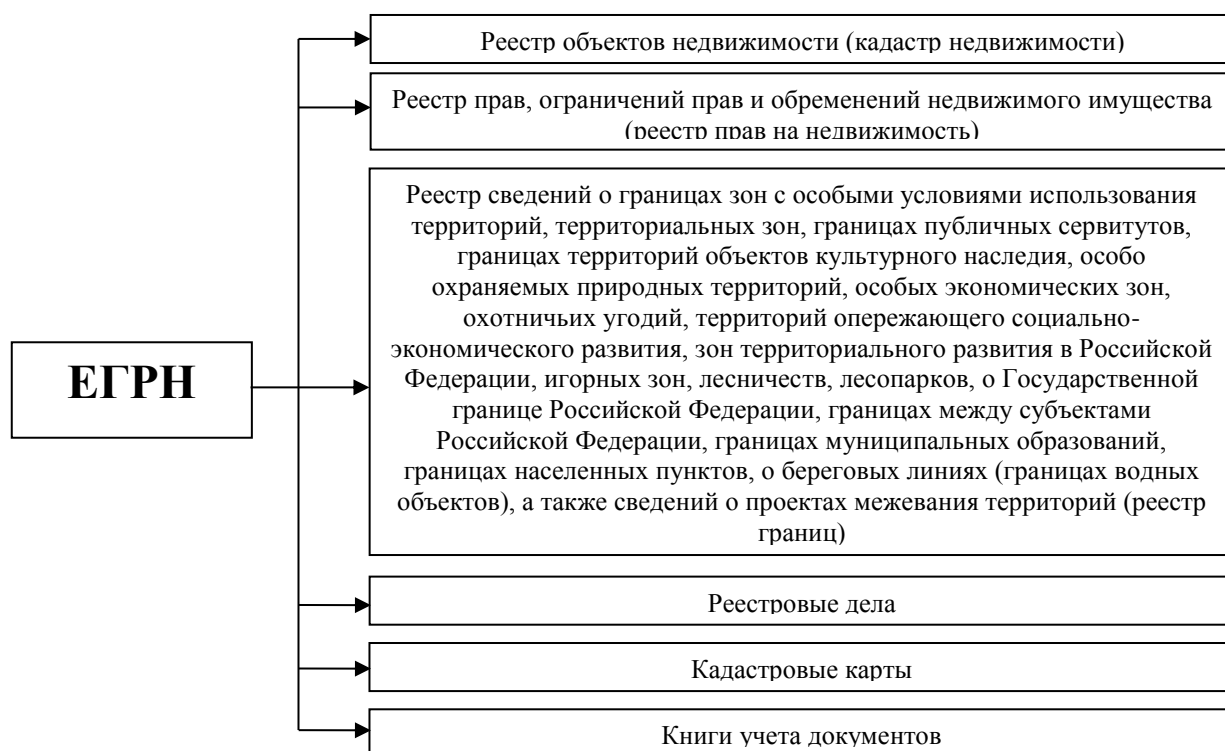 Реестр объектов недвижимости (кадастр недвижимости)
Реестр прав, ограничений прав и обременений недвижимого имущества
(реестр прав на недвижимость)
Реестр сведений о границах зон с особыми условиями использования
территорий, территориальных зон, границах публичных сервитутов,
границах территорий объектов культурного наследия, особо
охраняемых природных территорий, особых экономических зон,
охотничьих угодий, территорий опережающего социально-
экономического развития, зон территориального развития в Российской
Федерации, игорных зон, лесничеств, лесопарков, о Государственной
границе Российской Федерации, границах между субъектами
Российской Федерации, границах муниципальных образований,
границах населенных пунктов, о береговых линиях (границах водных
объектов), а также сведений о проектах межевания территорий (реестр
границ)
ЕГРН
Реестровые дела
Кадастровые карты
Книги учета документов